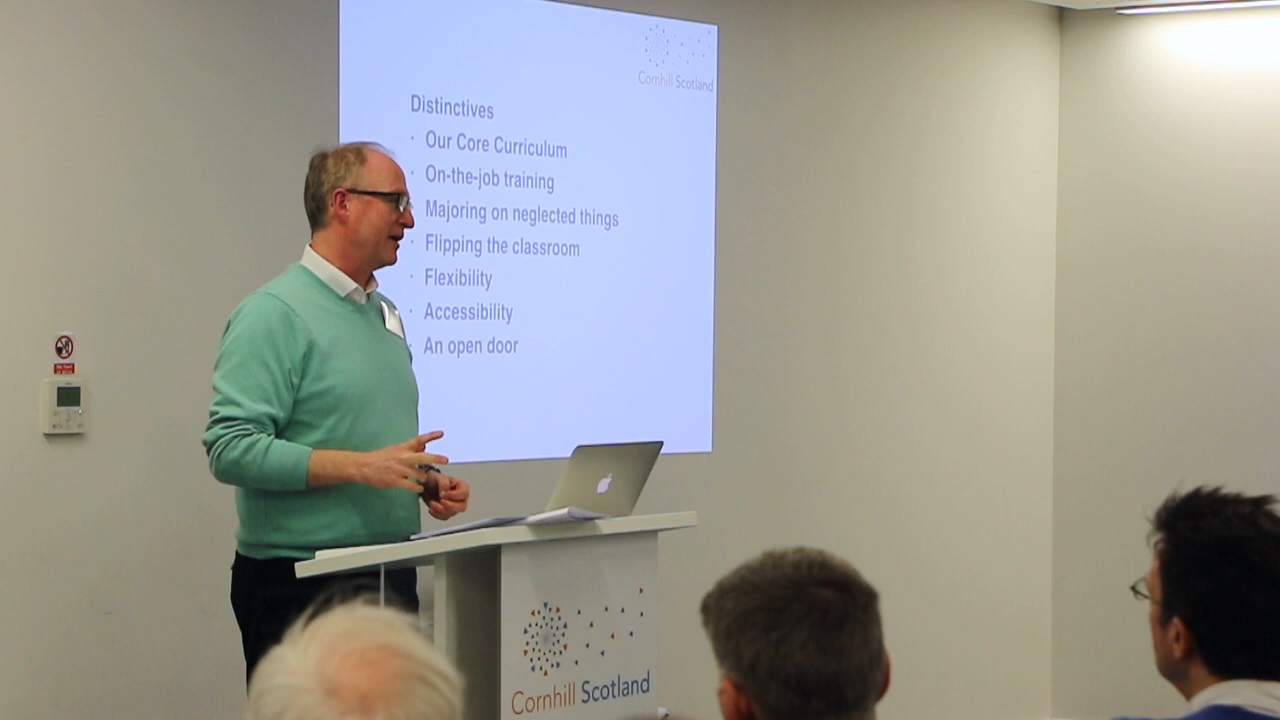 Cornhill Scotland
Distinctives
· Our Core Curriculum
· On-the-job training
Majoring on neglected things
· Flipping the classroom
· Flexibility
· Accessibility
· An open door
Cornhill Scotland